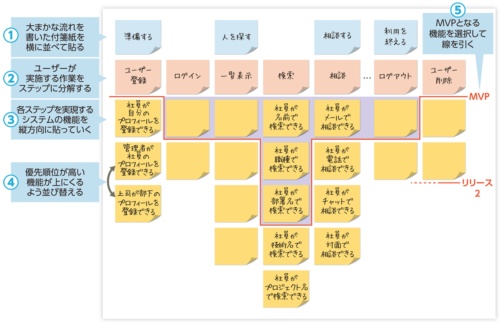 ①
大まかな流れを
書いた付箋紙を
横に並べて貼る
準備する
人を探す
相談する
利用を
終える
⑤
MVPとなる
機能を選択して
線を引く
②
ユーザーが
実施する作業を
ステップに分解する
ユーザー
登録
ログイン
一覧表示
検索
相談
…
ログアウト
ユーザー
削除
MVP
③
各ステップを実現する
システムの機能を
縦方向に貼っていく
社員が
自分の
プロフィールを
登録できる
社員が
名前で
検索できる
社員が
メールで
相談できる
④
優先順位が高い
機能が上にくる
よう並び替える
管理者が
社員の
プロフィールを
登録できる
社員が
職種で
検索できる
社員が
電話で
相談できる
リリース
2
上司が部下の
プロフィールを
登録できる
社員が
部署名で
検索できる
社員が
チャットで
相談できる
社員が
検索できる
社員が
対面で
相談できる
社員が
プロジェクト名
で検索できる